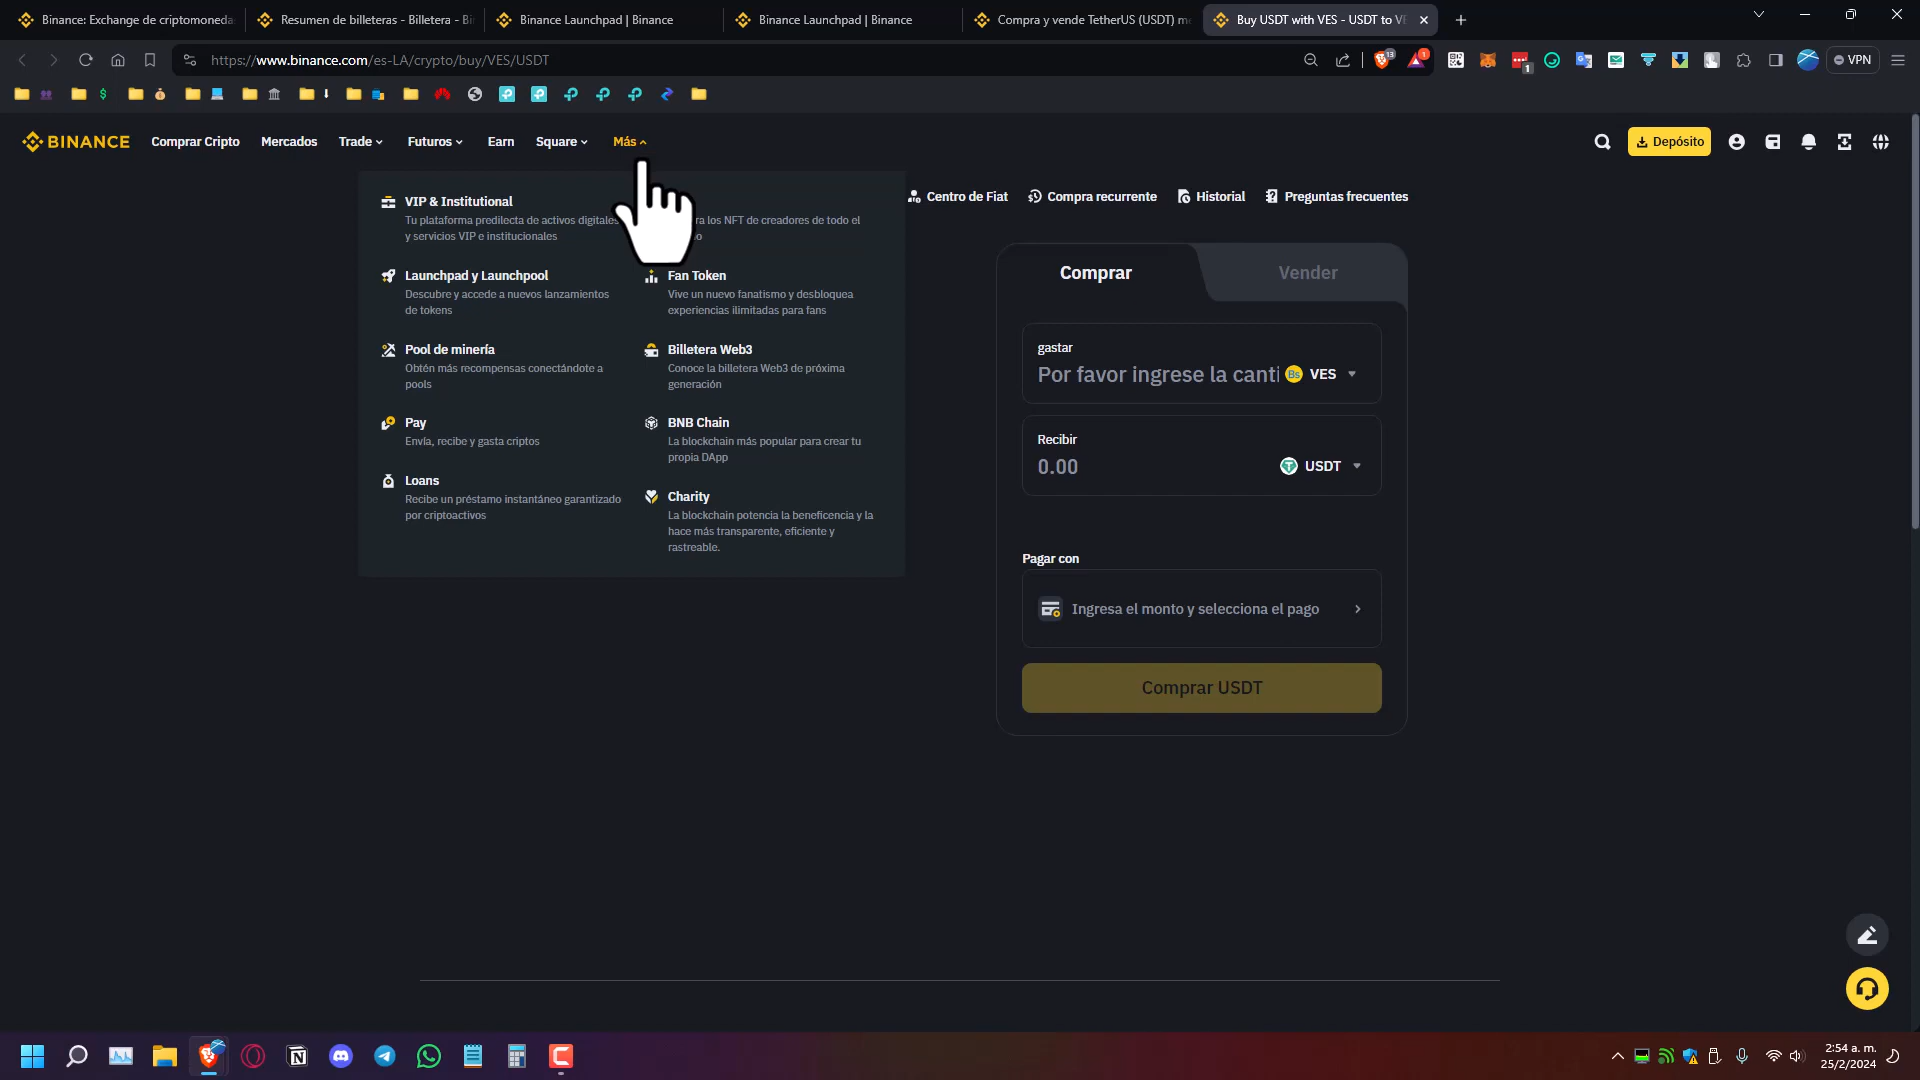 Binance: Exchange de criptomoneda
Resumen de billeteras - Billetera - Bi
Binance Launchpad | Binance
Binance Launchpad | Binance
Compra y vende TetherUS (USDT) me
Buy USDT with VES - USDT to VE
https://www.binance.com/es-LA/crypto/buy/VES/USDT
13
1
1
VPN
BINANCE
Comprar Cripto
Mercados
Trade
Futuros
Earn
Square
Más
Depósito
Centro de Fiat
Compra recurrente
Historial
Preguntas frecuentes
VIP & Institutional
Tu plataforma predilecta de activos digitales
y servicios VIP e institucionales
Launchpad y Launchpool
Descubre y accede a nuevos lanzamientos
de tokens
Pool de minería
Obtén más recompensas conectándote a
pools
Pay
Envía, recibe y gasta criptos
Loans
Recibe un préstamo instantáneo garantizado
por criptoactivos
los NFT de creadores de todo el
Fan Token
Vive un nuevo fanatismo y desbloquea
experiencias ilimitadas para fans
Billetera Web3
Conoce la billetera Web3 de próxima
generación
BNB Chain
La blockchain más popular para crear tu
propia DApp
Charity
La blockchain potencia la beneficencia y la
hace más transparente, eficiente y
rastreable.
Comprar
Vender
gastar
Por favor ingrese la canti
Bs
VES
Recibir
0.00
USDT
Pagar con
Ingresa el monto y selecciona el pago
Comprar USDT
2:54 a. m.
25/2/2024